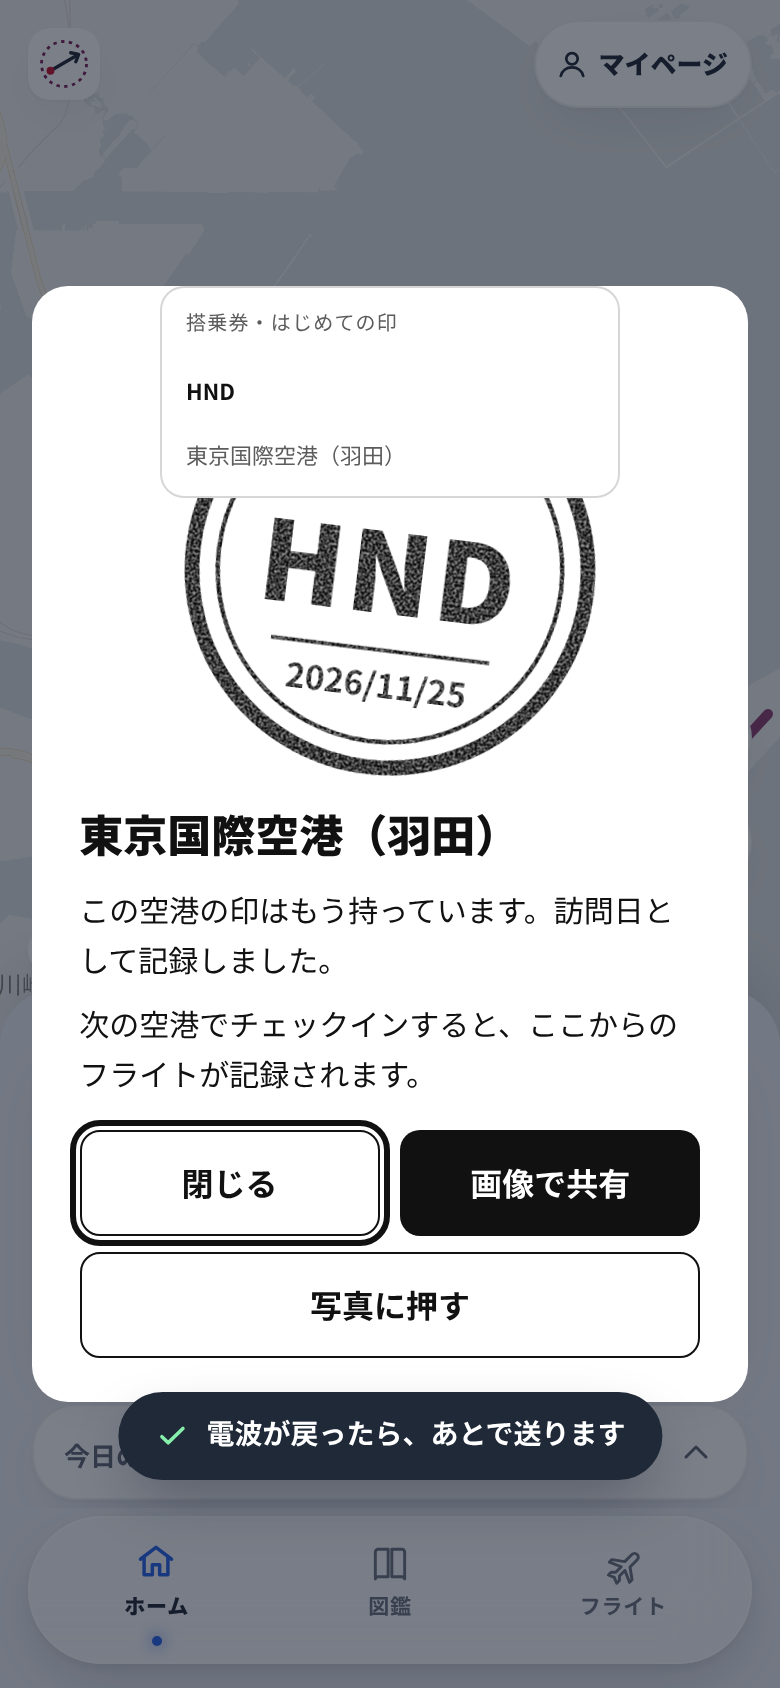 マイページ
搭乗券・はじめての印
HND
東京国際空港（羽田）
HND
2026/11/25
東京国際空港（羽田）
この空港の印はもう持っています。訪問日と
して記録しました。
次の空港でチェックインすると、ここからの
フライトが記録されます。
閉じる
画像で共有
写真に押す
電波が戻ったら、あとで送ります
今日の
ホーム
図鑑
フライト